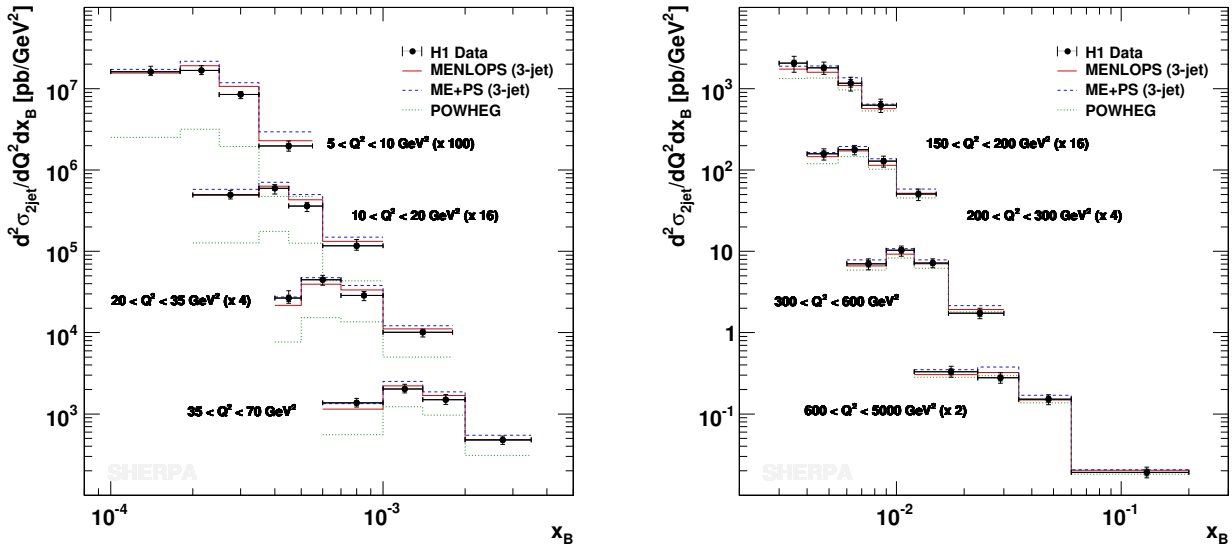 d²σ₂jet/dQ²dx_B [pb/GeV²]
10⁷
10⁶
10⁵
10⁴
10³
H1 Data
MENLOPS (3-jet)
ME+PS (3-jet)
POWHEG
5 < Q² < 10 GeV² (x 100)
10 < Q² < 20 GeV² (x 16)
20 < Q² < 35 GeV² (x 4)
35 < Q² < 70 GeV²
SHERPA
10⁻⁴
10⁻³
x_B
d²σ₂jet/dQ²dx_B [pb/GeV²]
10³
10²
10
1
10⁻¹
H1 Data
MENLOPS (3-jet)
ME+PS (3-jet)
POWHEG
150 < Q² < 200 GeV² (x 16)
200 < Q² < 300 GeV² (x 4)
300 < Q² < 600 GeV²
600 < Q² < 5000 GeV² (x 2)
SHERPA
10⁻²
10⁻¹
x_B